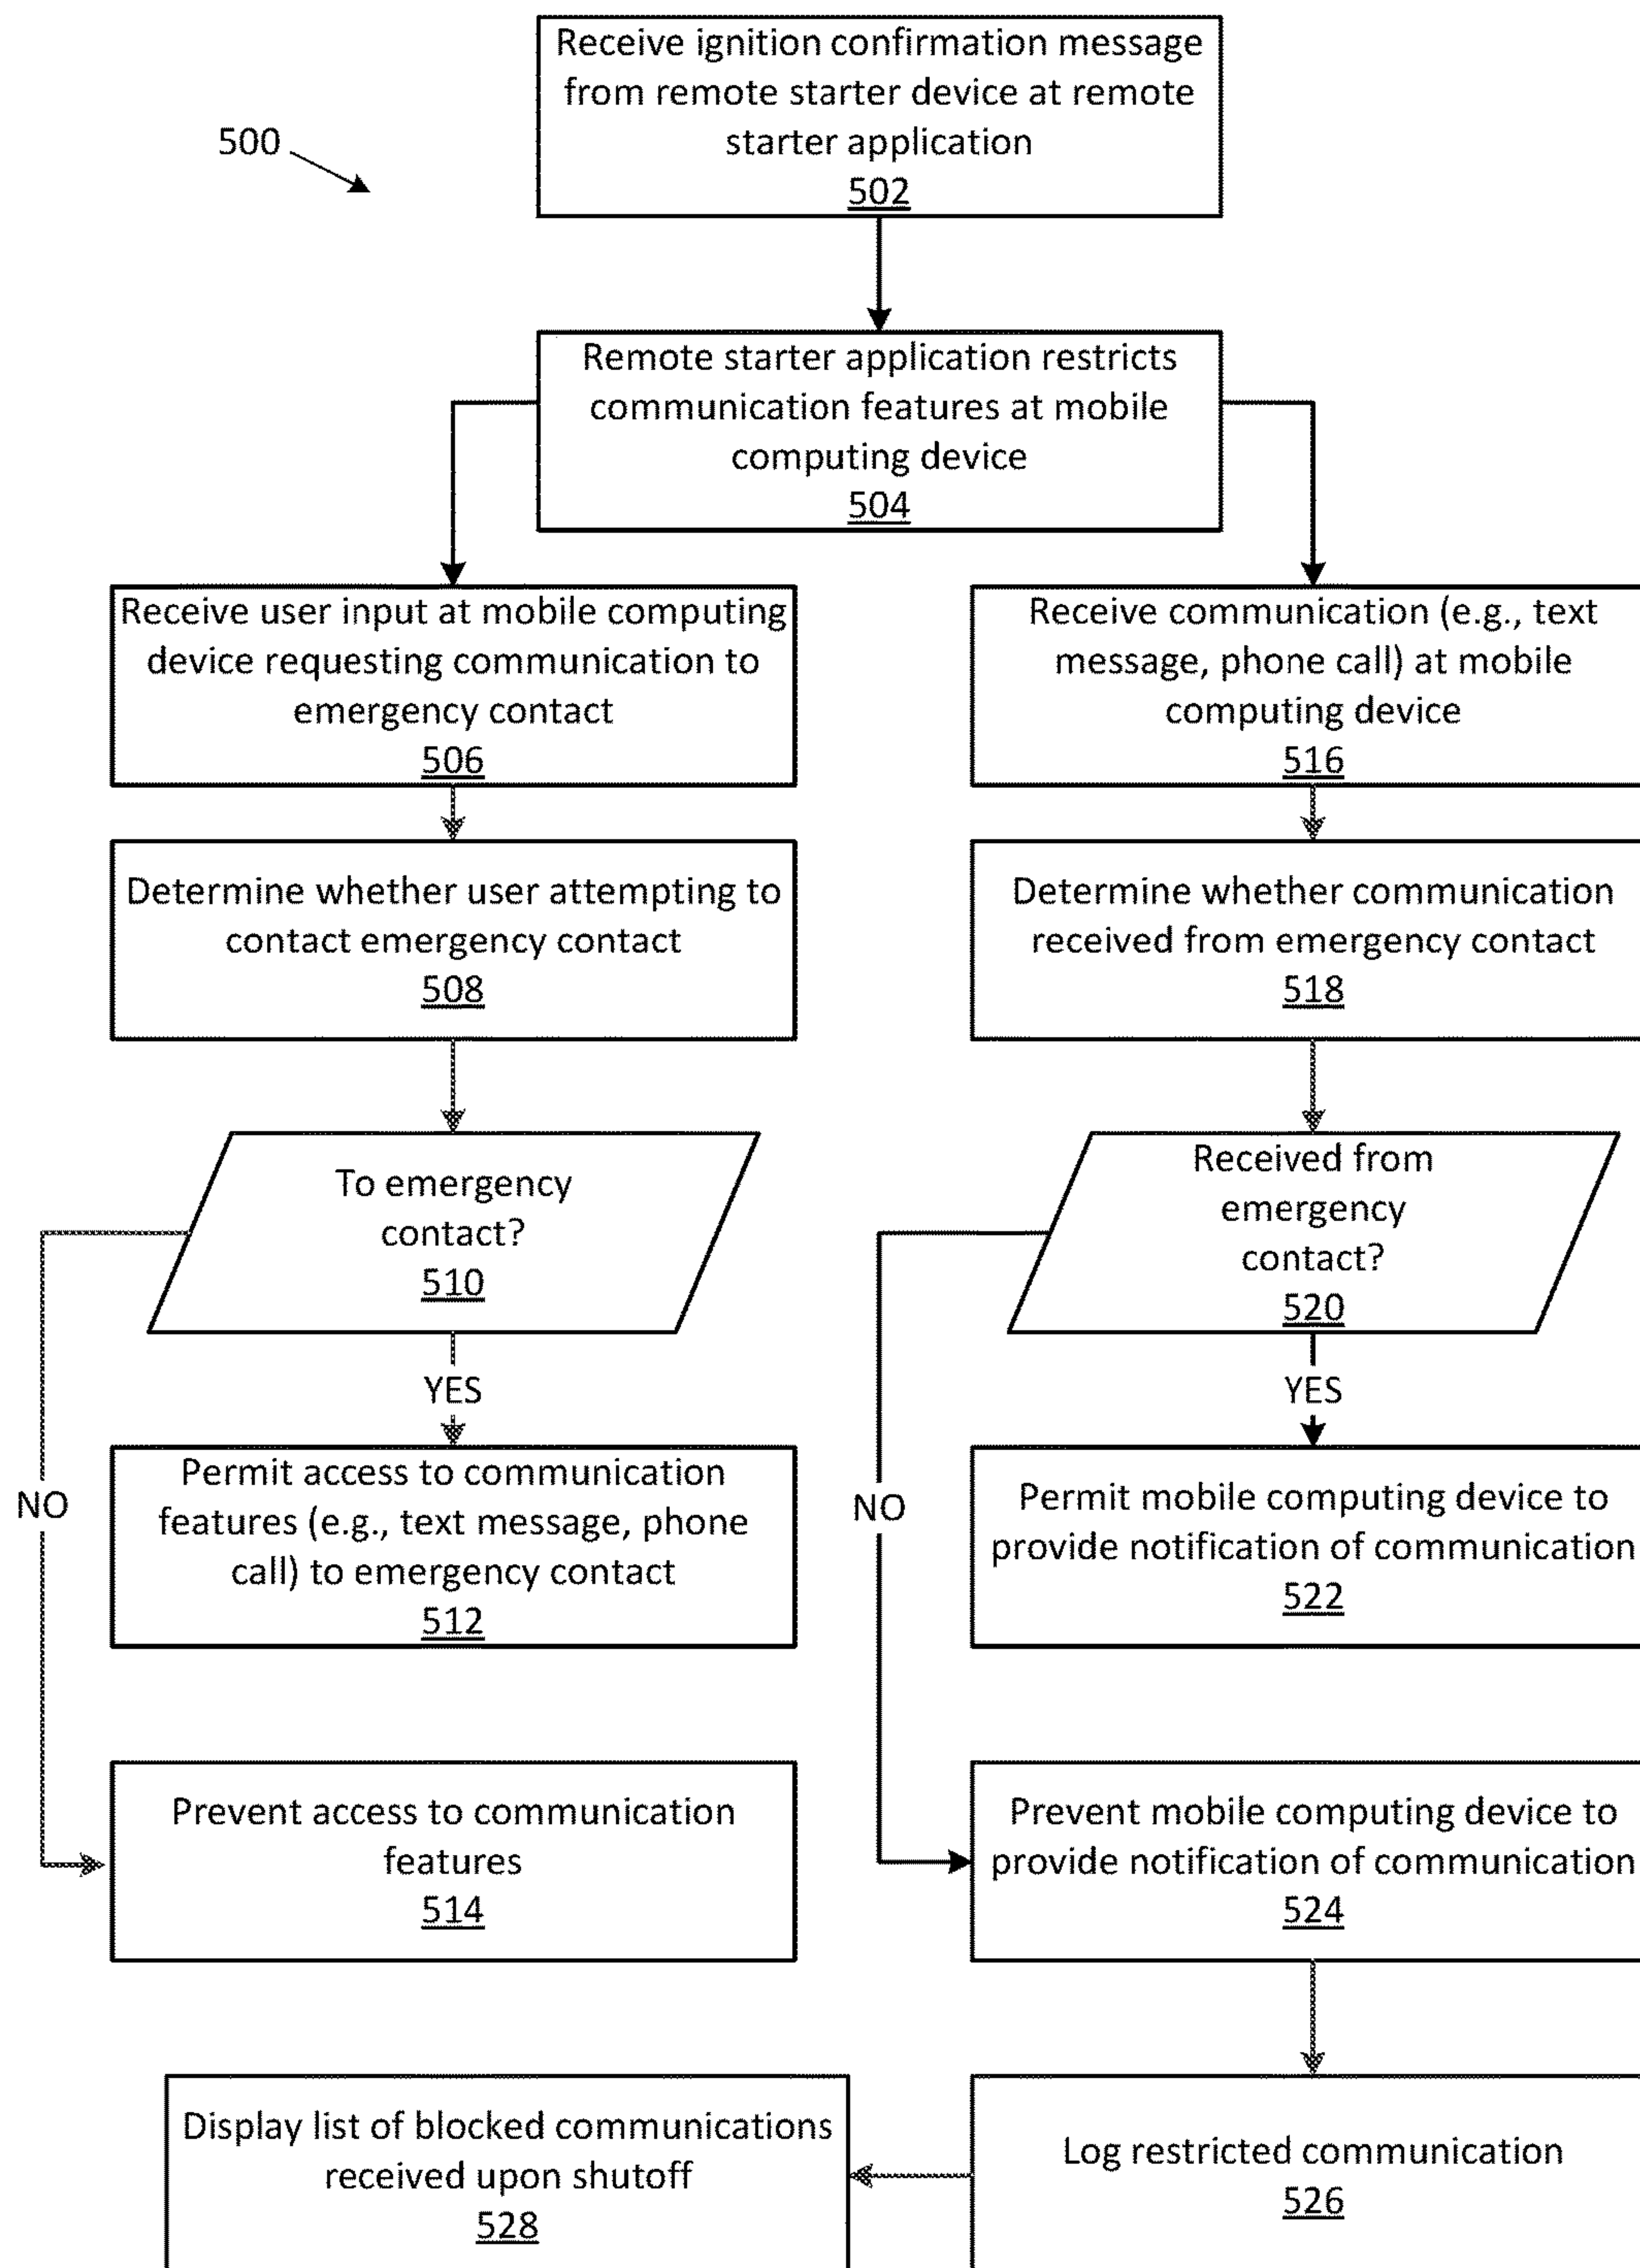 Receive ignition confirmation message
from remote starter device at remote
starter application
502
500
Remote starter application restricts
communication features at mobile
computing device
504
Receive user input at mobile computing
device requesting communication to
emergency contact
506
Receive communication (e.g., text
message, phone call) at mobile
computing device
516
Determine whether user attempting to
contact emergency contact
508
Determine whether communication
received from emergency contact
518
To emergency
contact?
510
Received from
emergency
contact?
520
YES
YES
NO
Permit access to communication
features (e.g., text message, phone
call) to emergency contact
512
NO
Permit mobile computing device to
provide notification of communication
522
Prevent access to communication
features
514
Prevent mobile computing device to
provide notification of communication
524
Display list of blocked communications
received upon shutoff
528
Log restricted communication
526